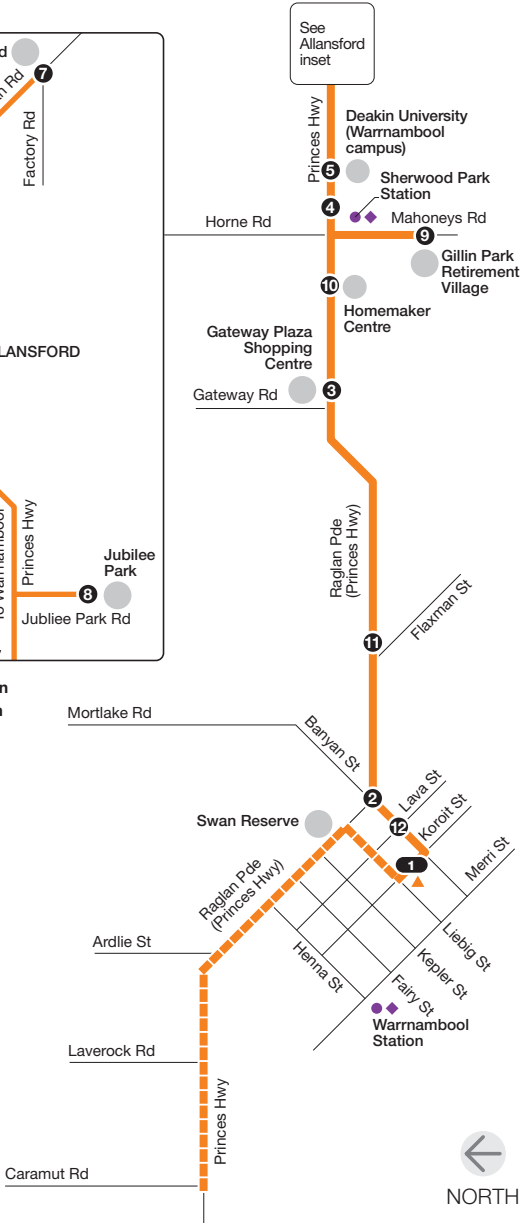 See
Allansford
inset
7
Factory Rd
Princes Hwy
Deakin University
(Warrnambool
campus)
5
Sherwood Park
Station
4
Horne Rd
Mahoneys Rd
9
Gillin Park
Retirement
Village
10
Homemaker
Centre
Gateway Plaza
Shopping
Centre
3
Gateway Rd
LANSFORD
Princes Hwy
Jubilee
Park
8
Jubliee Park Rd
Raglan Pde
(Princes Hwy)
Flaxman St
11
Mortlake Rd
Banyan St
2
Lava St
12
Koroit St
Swan Reserve
1
Merri St
Raglan Pde
(Princes Hwy)
Ardlie St
Henna St
Liebig St
Kepler St
Fairy St
Warrnambool
Station
Laverock Rd
Princes Hwy
Caramut Rd
NORTH